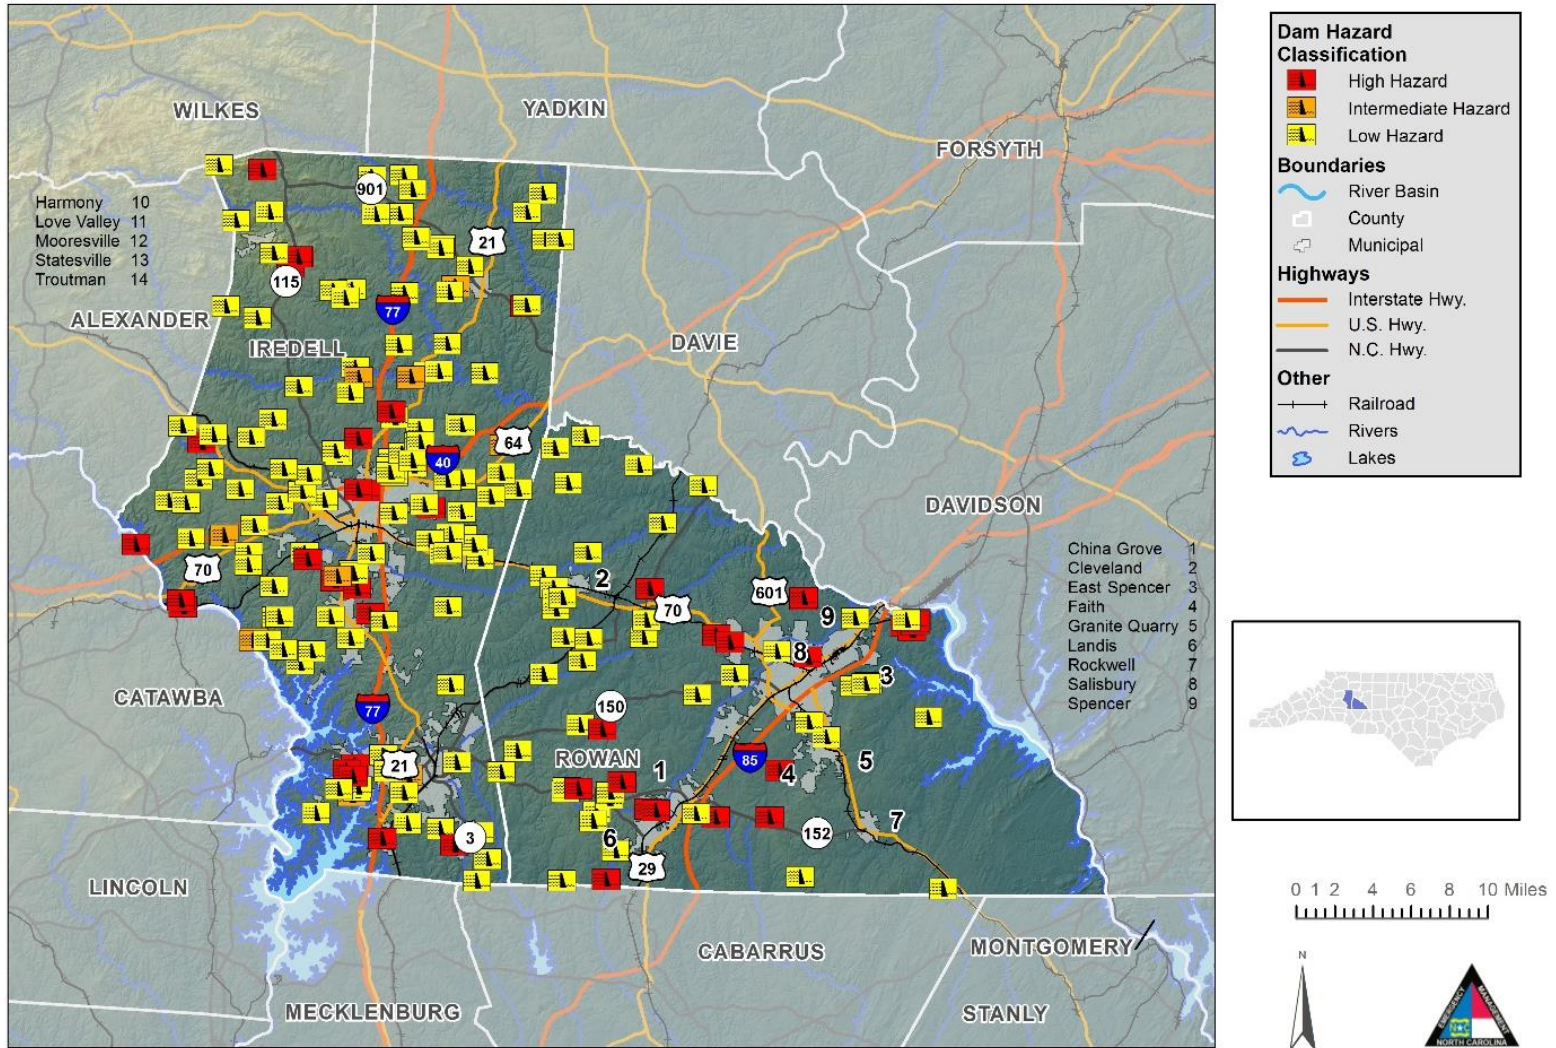 WILKES
YADKIN
FORSYTH
901
Harmony 10
Love Valley 11
Mooresville 12
Statesville 13
Troutman 14
21
115
77
ALEXANDER
IREDELL
DAVIE
64
40
DAVIDSON
70
China Grove 1
Cleveland 2
East Spencer 3
Faith 4
Granite Quarry 5
Landis 6
Rockwell 7
Salisbury 8
Spencer 9
2
601
70
9
8
3
CATAWBA
77
150
ROWAN
21
1
85
4
5
3
6
152
7
29
LINCOLN
CABARRUS
MONTGOMERY
MECKLENBURG
STANLY
Dam Hazard
Classification
High Hazard
Intermediate Hazard
Low Hazard
Boundaries
River Basin
County
Municipal
Highways
Interstate Hwy.
U.S. Hwy.
N.C. Hwy.
Other
Railroad
Rivers
Lakes
0 1 2 4 6 8 10 Miles
N
EMERGENCY
MANAGEMENT
NORTH CAROLINA